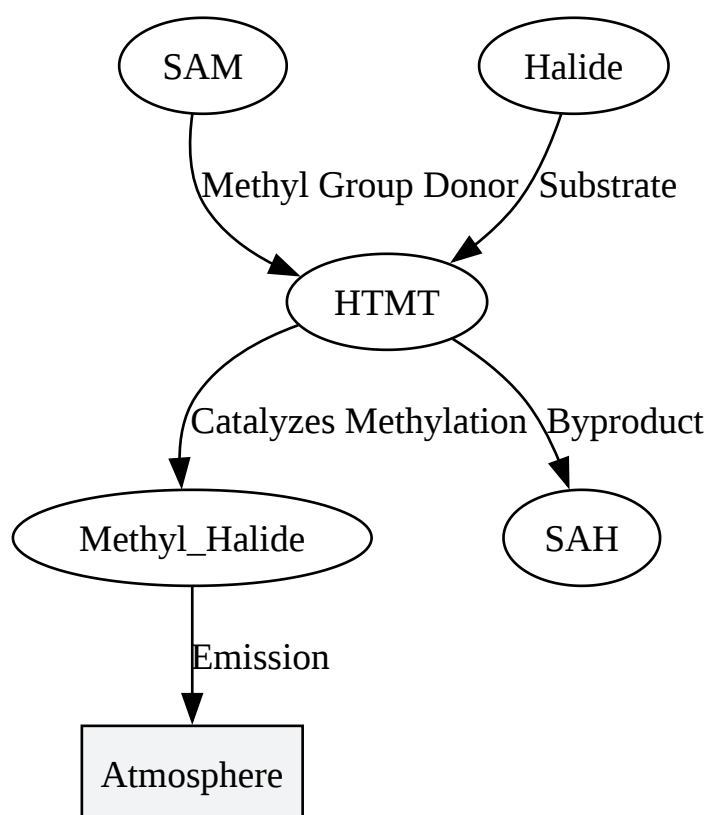 SAM
Halide
Methyl Group Donor
Substrate
HTMT
Catalyzes Methylation
Byproduct
Methyl_Halide
SAH
Emission
Atmosphere